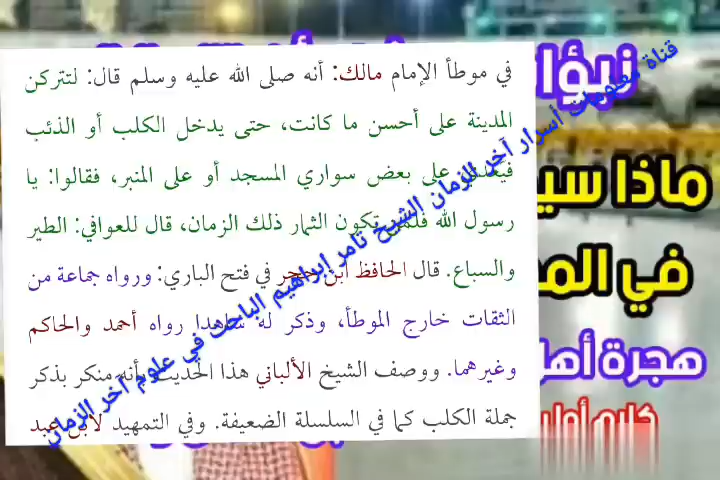 في موطأ الإمام مالك: أنه صلى الله عليه وسلم قال: لتتركن
المدينة على أحسن ما كانت، حتى يدخل الكلب أو الذئب
على بعض سواري المسجد أو على المنبر، فقالوا: يا
رسول الله فلمن تكون الثمار ذلك الزمان، قال للعوافي: الطير
والسباع. قال الحافظ ابن حجر في فتح الباري: ورواه جماعة من
الثقات خارج الموطأ، وذكر له شاهدا رواه أحمد والحاكم
وغيرهما. ووصف الشيخ الألباني هذا الحديث بأنه منكر بذكر
جملة الكلب كما في السلسلة الضعيفة. وفي التمهيد لابن عبد
قناة معلومات أسرار آخر الزمان الشيخ تامر إبراهيم الباحث في علوم آخر الزمان
ماذا
في
هجرة